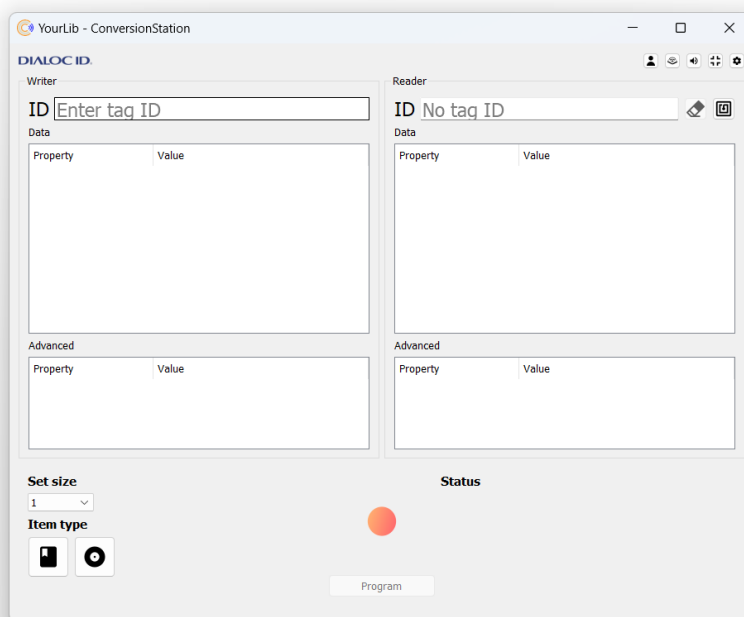 YourLib - ConversionStation
DIALOC ID.
Writer
ID Enter tag ID
Data
Property Value
Advanced
Property Value
Reader
ID No tag ID
Data
Property Value
Advanced
Property Value
Set size
1
Item type
Status
Program